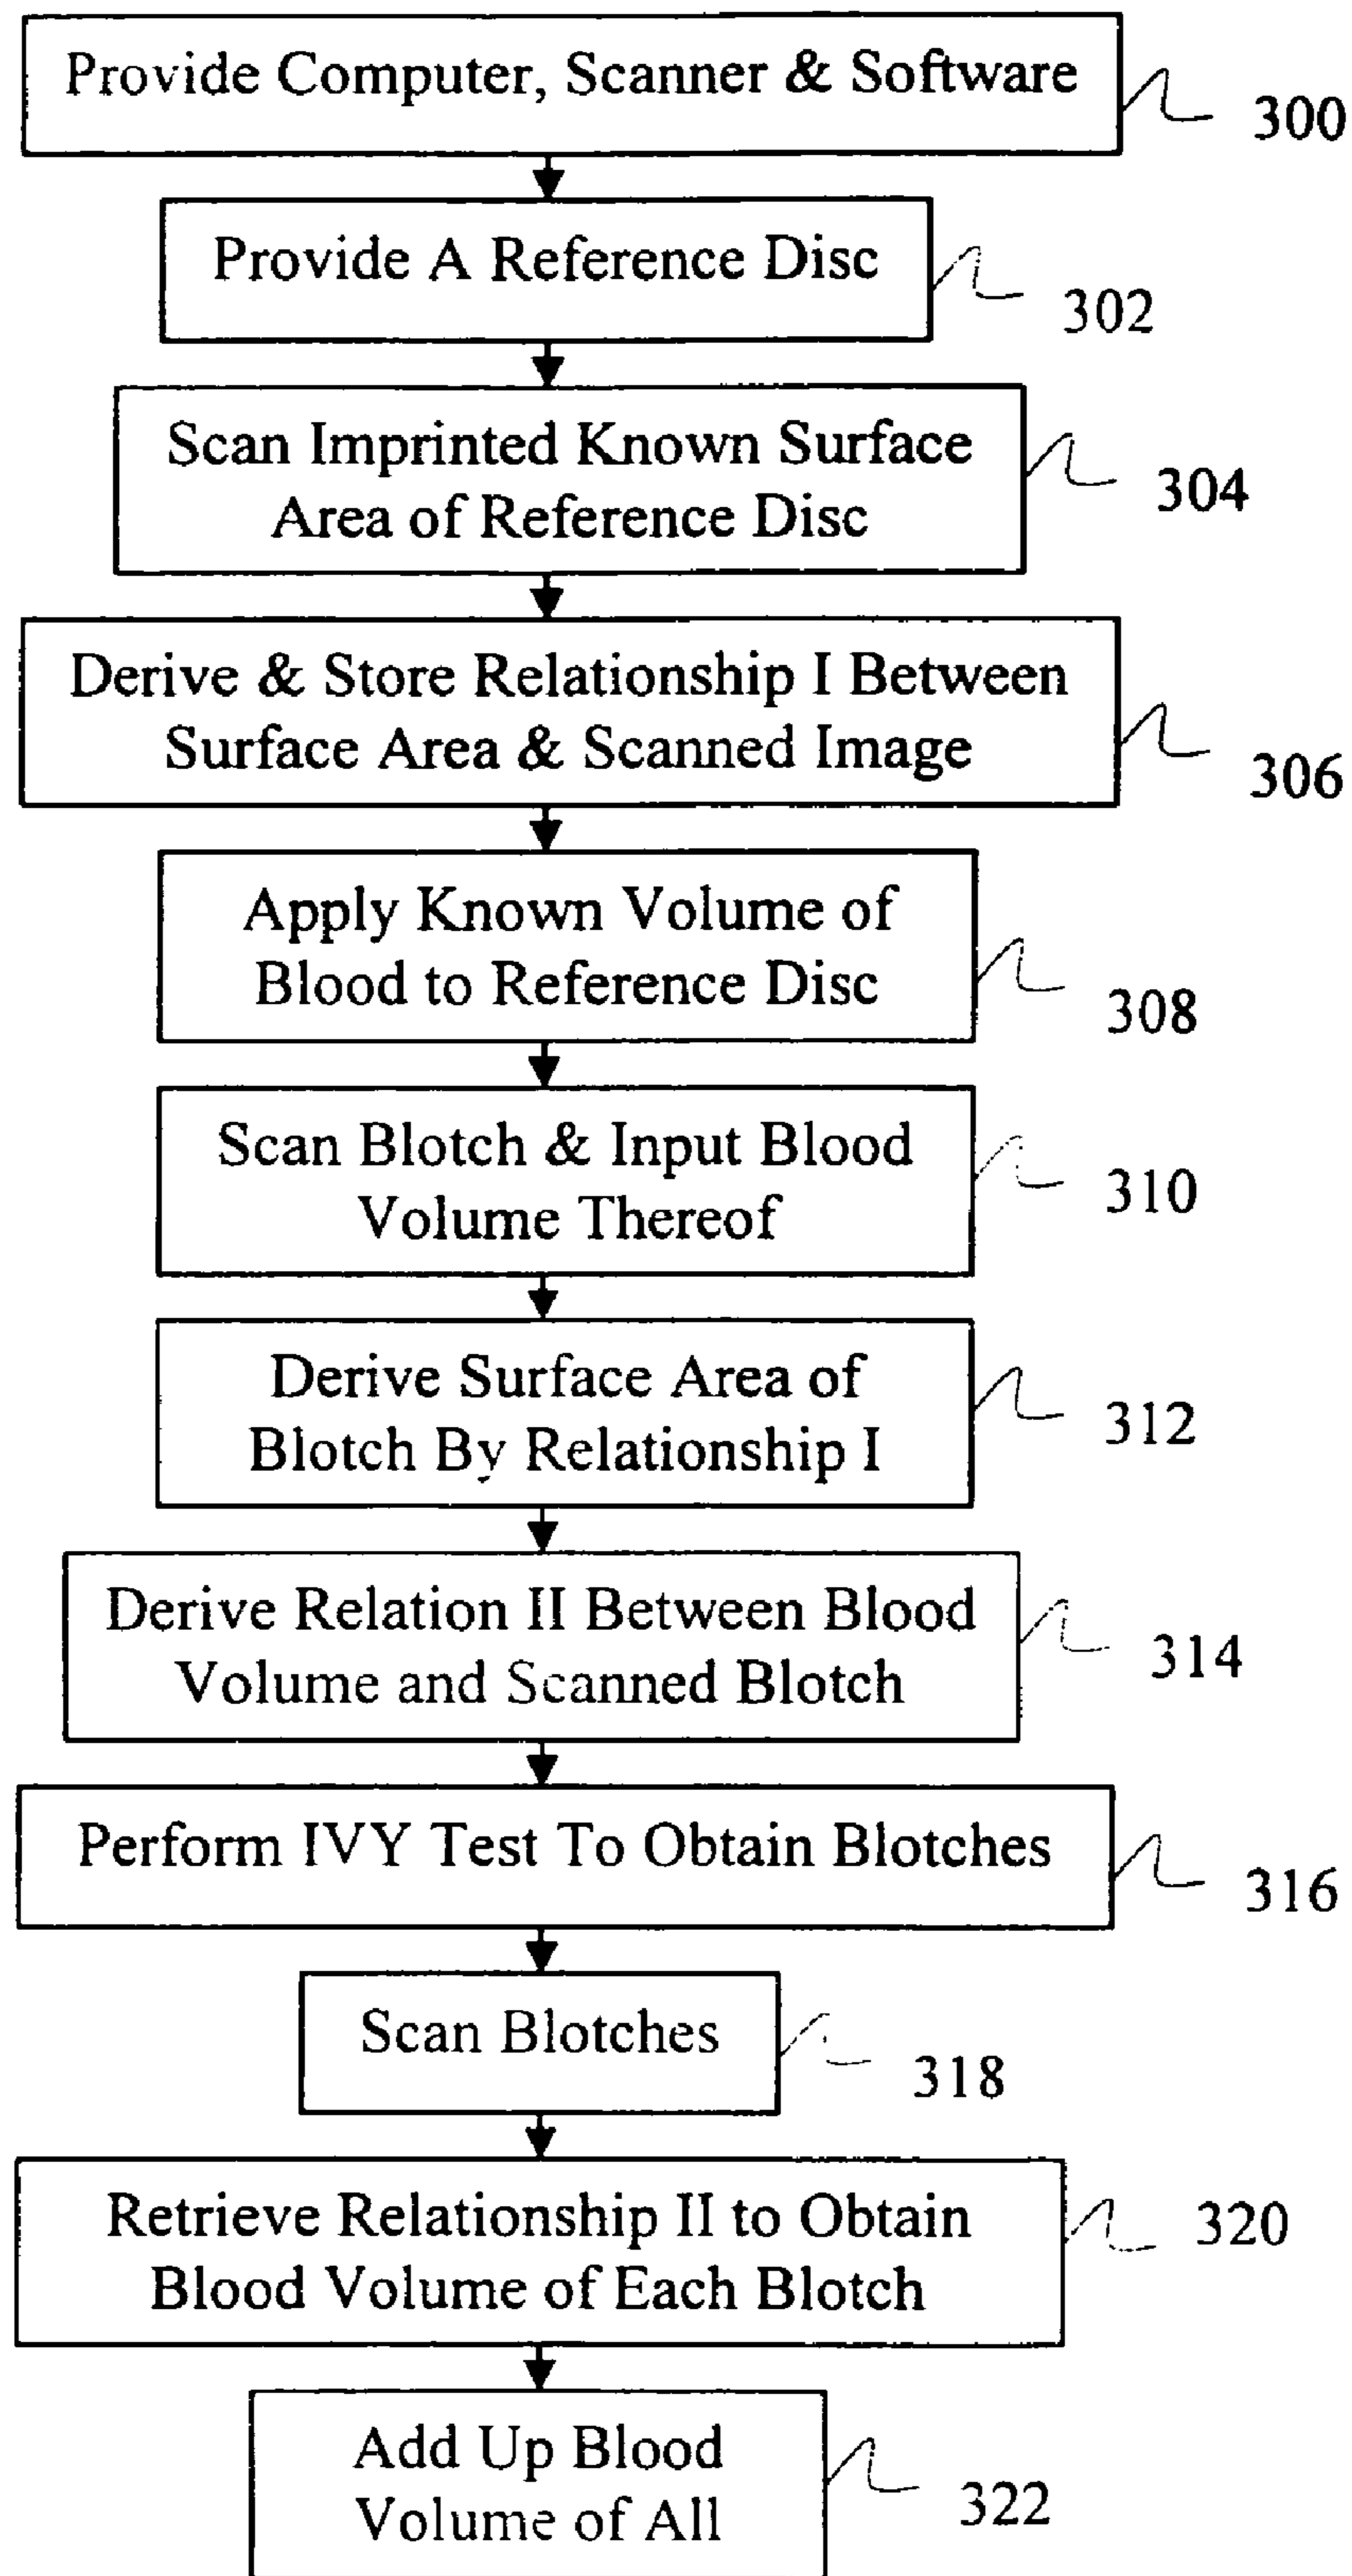 Provide Computer, Scanner & Software
300
Provide A Reference Disc
302
Scan Imprinted Known Surface
Area of Reference Disc
304
Derive & Store Relationship I Between
Surface Area & Scanned Image
306
Apply Known Volume of
Blood to Reference Disc
308
Scan Blotch & Input Blood
Volume Thereof
310
Derive Surface Area of
Blotch By Relationship I
312
Derive Relation II Between Blood
Volume and Scanned Blotch
314
Perform IVY Test To Obtain Blotches
316
Scan Blotches
318
Retrieve Relationship II to Obtain
Blood Volume of Each Blotch
320
Add Up Blood
Volume of All
322